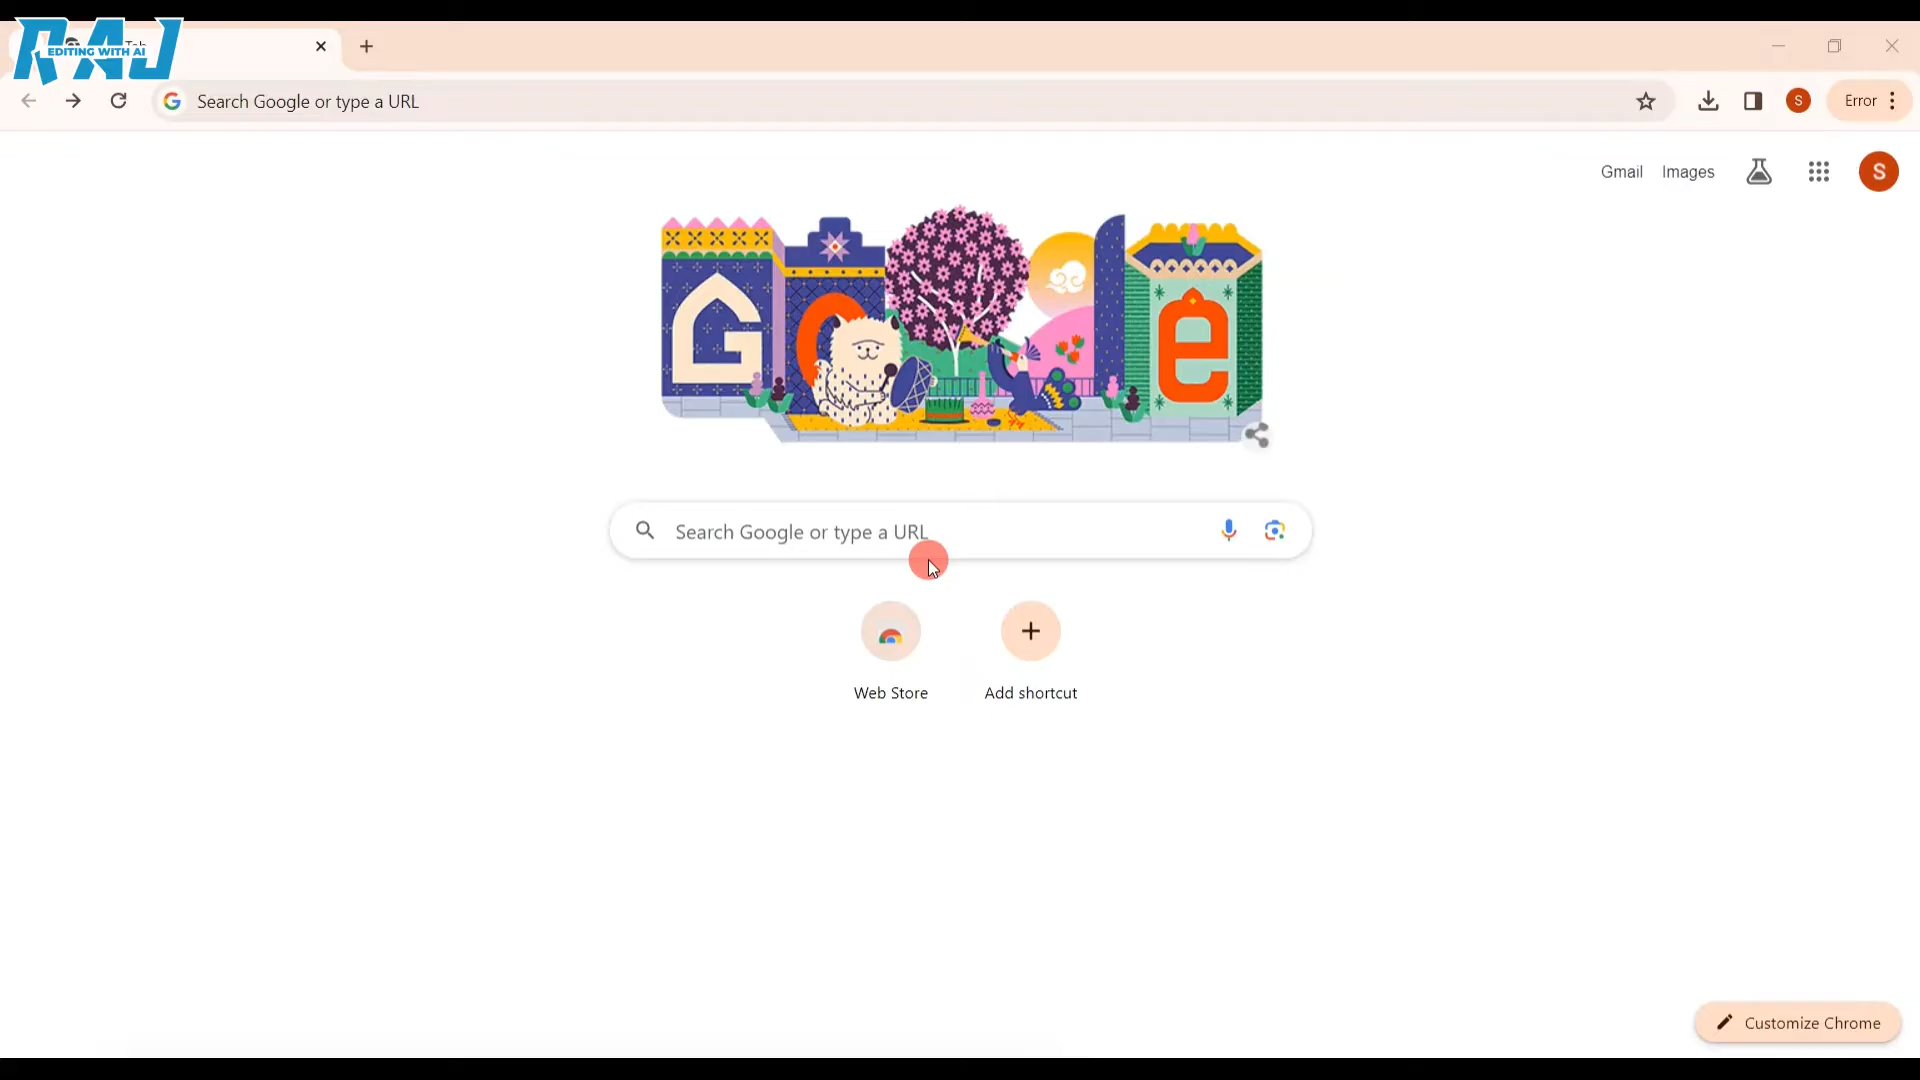 RAJ
EDITING WITH AI
Search Google or type a URL
S
Error
Gmail
Images
S
G
e
Search Google or type a URL
Web Store
Add shortcut
Customize Chrome